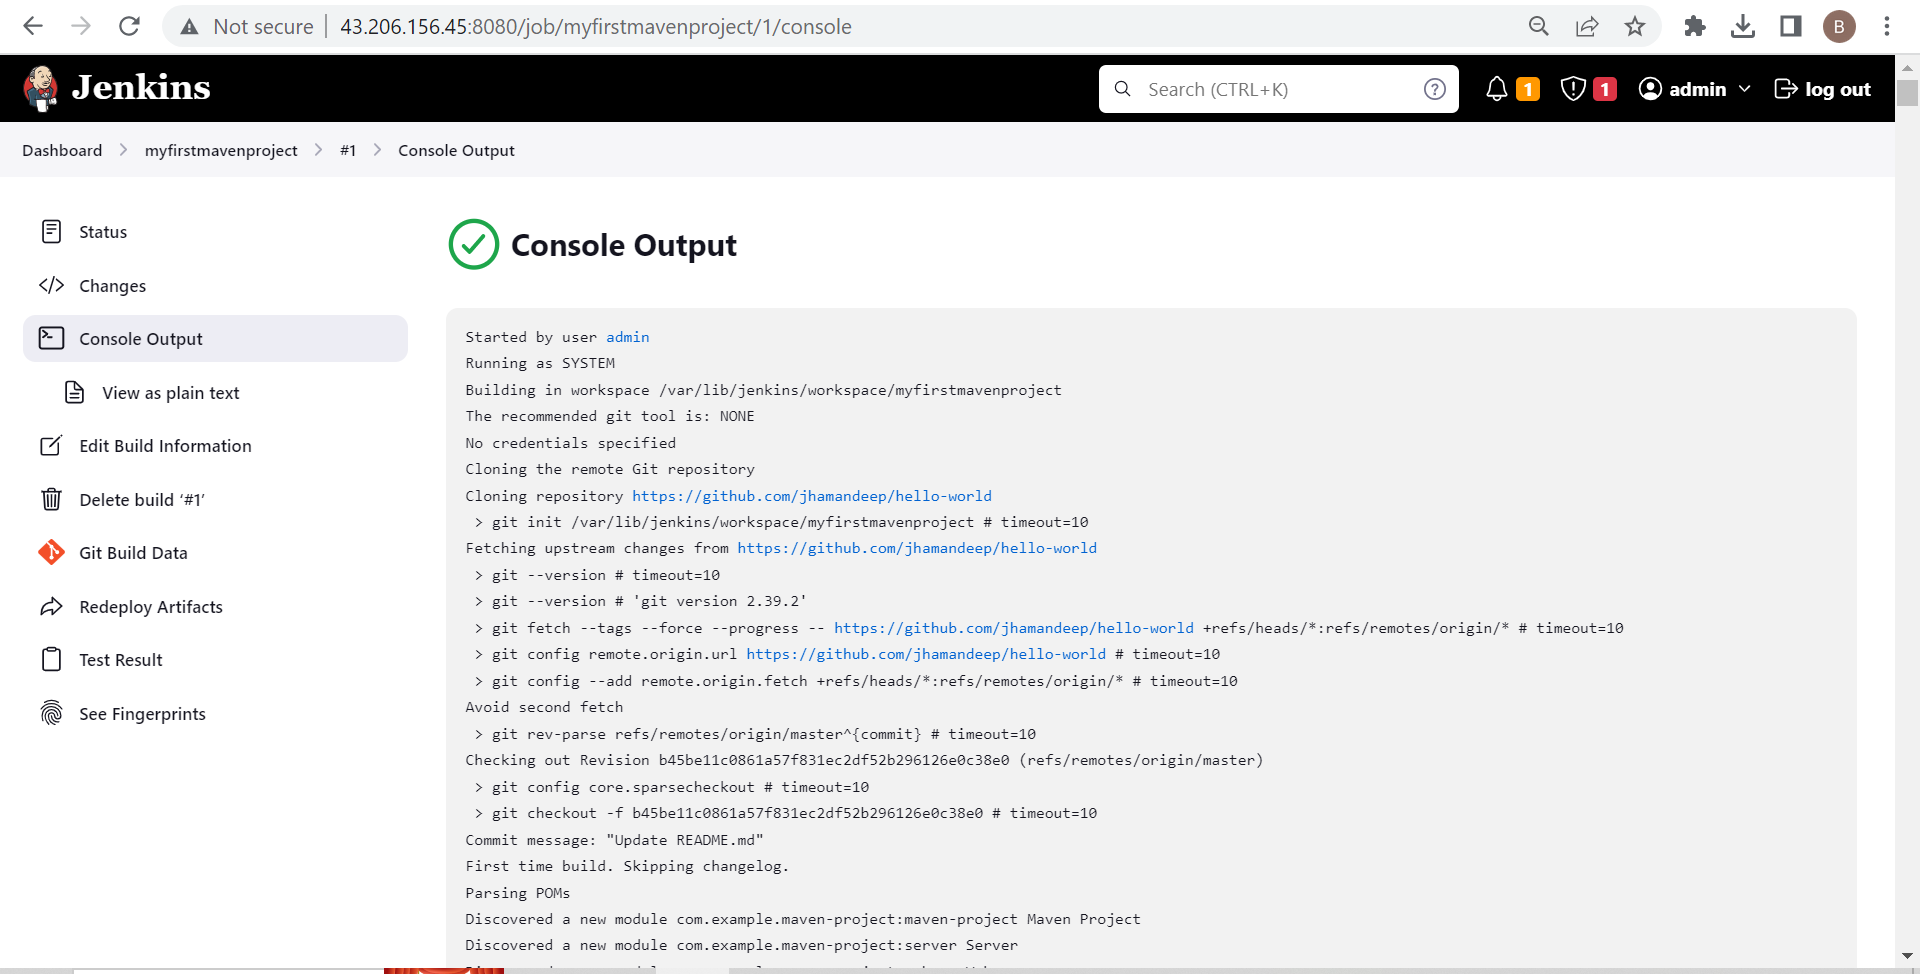 Not secure | 43.206.156.45:8080/job/myfirstmavenproject/1/console
B
Jenkins
Search (CTRL+K)
?
1
1
admin
log out
Dashboard > myfirstmavenproject > #1 > Console Output
Status
Changes
Console Output
View as plain text
Edit Build Information
Delete build ‘#1’
Git Build Data
Redeploy Artifacts
Test Result
See Fingerprints
Console Output
Started by user admin
Running as SYSTEM
Building in workspace /var/lib/jenkins/workspace/myfirstmavenproject
The recommended git tool is: NONE
No credentials specified
Cloning the remote Git repository
Cloning repository https://github.com/jhamandeep/hello-world
> git init /var/lib/jenkins/workspace/myfirstmavenproject # timeout=10
Fetching upstream changes from https://github.com/jhamandeep/hello-world
> git --version # timeout=10
> git --version # 'git version 2.39.2'
> git fetch --tags --force --progress -- https://github.com/jhamandeep/hello-world +refs/heads/*:refs/remotes/origin/* # timeout=10
> git config remote.origin.url https://github.com/jhamandeep/hello-world # timeout=10
> git config --add remote.origin.fetch +refs/heads/*:refs/remotes/origin/* # timeout=10
Avoid second fetch
> git rev-parse refs/remotes/origin/master^{commit} # timeout=10
Checking out Revision b45be11c0861a57f831ec2df52b296126e0c38e0 (refs/remotes/origin/master)
> git config core.sparsecheckout # timeout=10
> git checkout -f b45be11c0861a57f831ec2df52b296126e0c38e0 # timeout=10
Commit message: "Update README.md"
First time build. Skipping changelog.
Parsing POMs
Discovered a new module com.example.maven-project:maven-project Maven Project
Discovered a new module com.example.maven-project:server Server